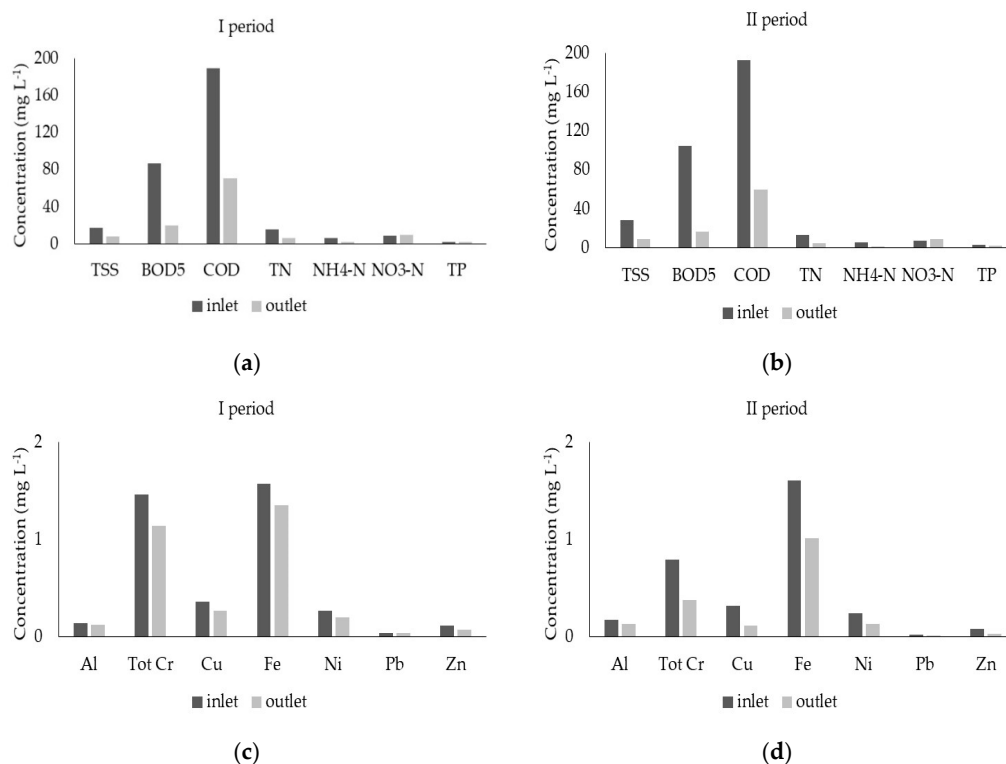 I period
Concentration (mg L-1)
200
160
120
80
40
0
TSS BOD5 COD TN NH4-N NO3-N TP
inlet outlet
(a)
II period
Concentration (mg L-1)
200
160
120
80
40
0
TSS BOD5 COD TN NH4-N NO3-N TP
inlet outlet
(b)
I period
Concentration (mg L-1)
2
1
0
Al Tot Cr Cu Fe Ni Pb Zn
inlet outlet
(c)
II period
Concentration (mg L-1)
2
1
0
Al Tot Cr Cu Fe Ni Pb Zn
inlet outlet
(d)